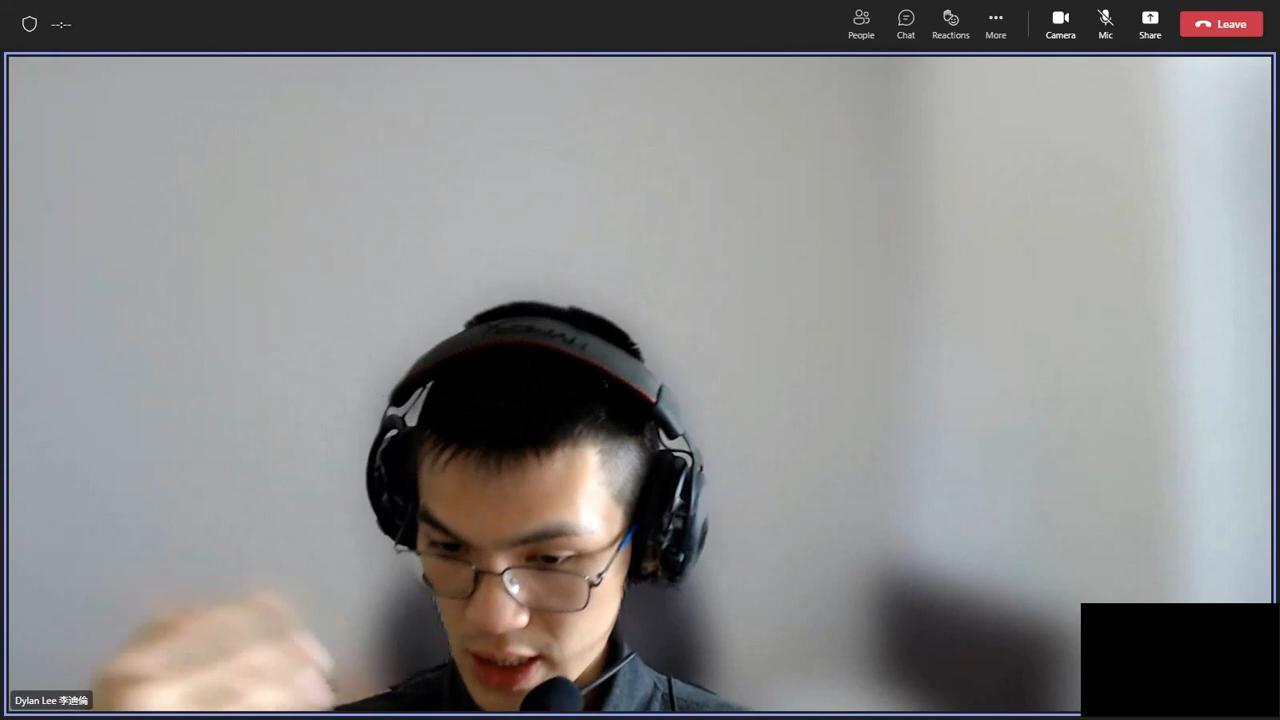 --:--
People
Chat
Reactions
More
Camera
Mic
Share
Leave
Dylan Lee 李迪倫